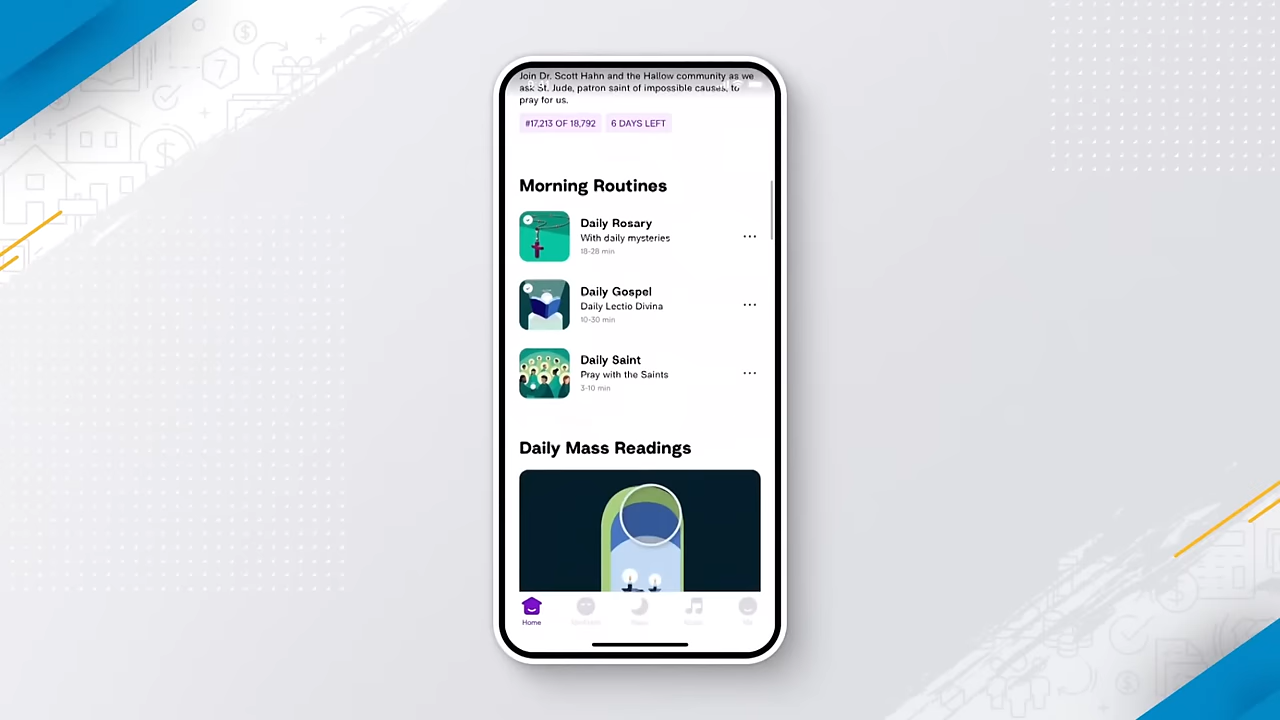 Join Dr. Scott Hahn and the Hallow community as we
ask St. Jude, patron saint of impossible causes, to
pray for us.
#17,213 OF 18,792
6 DAYS LEFT
Morning Routines
Daily Rosary
With daily mysteries
18-28 min
Daily Gospel
Daily Lectio Divina
10-30 min
Daily Saint
Pray with the Saints
3-10 min
Daily Mass Readings
Home